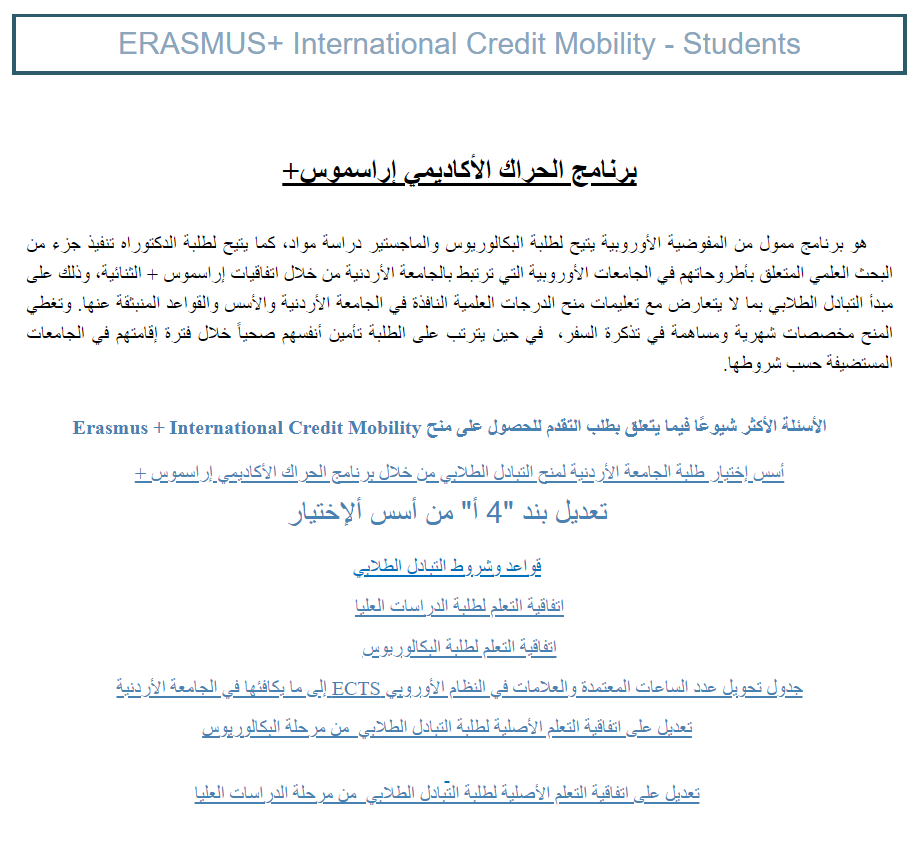 ERASMUS+ International Credit Mobility - Students
برنامج الحراك الأكاديمي إراسموس+
هو برنامج ممول من المفوضية الأوروبية يتيح لطلبة البكالوريوس والماجستير دراسة مواد، كما يتيح لطلبة الدكتوراه تنفيذ جزء من
البحث العلمي المتعلق بأطروحاتهم في الجامعات الأوروبية التي ترتبط بالجامعة الأردنية من خلال اتفاقيات إراسموس + الثنائية، وذلك على
مبدأ التبادل الطلابي بما لا يتعارض مع تعليمات منح الدرجات العلمية النافذة في الجامعة الأردنية والأسس والقواعد المنبثقة عنها. وتغطي
المنح مخصصات شهرية ومساهمة في تذكرة السفر، في حين يترتب على الطلبة تأمين أنفسهم صحياً خلال فترة إقامتهم في الجامعات
المستضيفة حسب شروطها.
الأسئلة الأكثر شيوعًا فيما يتعلق بطلب التقدم للحصول على منح Erasmus + International Credit Mobility
أسس إختيار طلبة الجامعة الأردنية لمنح التبادل الطلابي من خلال برنامج الحراك الأكاديمي إراسموس +
تعديل بند "4 أ" من أسس ألإختيار
قواعد وشروط التبادل الطلابي
اتفاقية التعلم لطلبة الدراسات العليا
اتفاقية التعلم لطلبة البكالوريوس
جدول تحويل عدد الساعات المعتمدة والعلامات في النظام الأوروبي ECTS إلى ما يكافئها في الجامعة الأردنية
تعديل على اتفاقية التعلم الأصلية لطلبة التبادل الطلابي من مرحلة البكالوريوس
تعديل على اتفاقية التعلم الأصلية لطلبة التبادل الطلابي من مرحلة الدراسات العليا